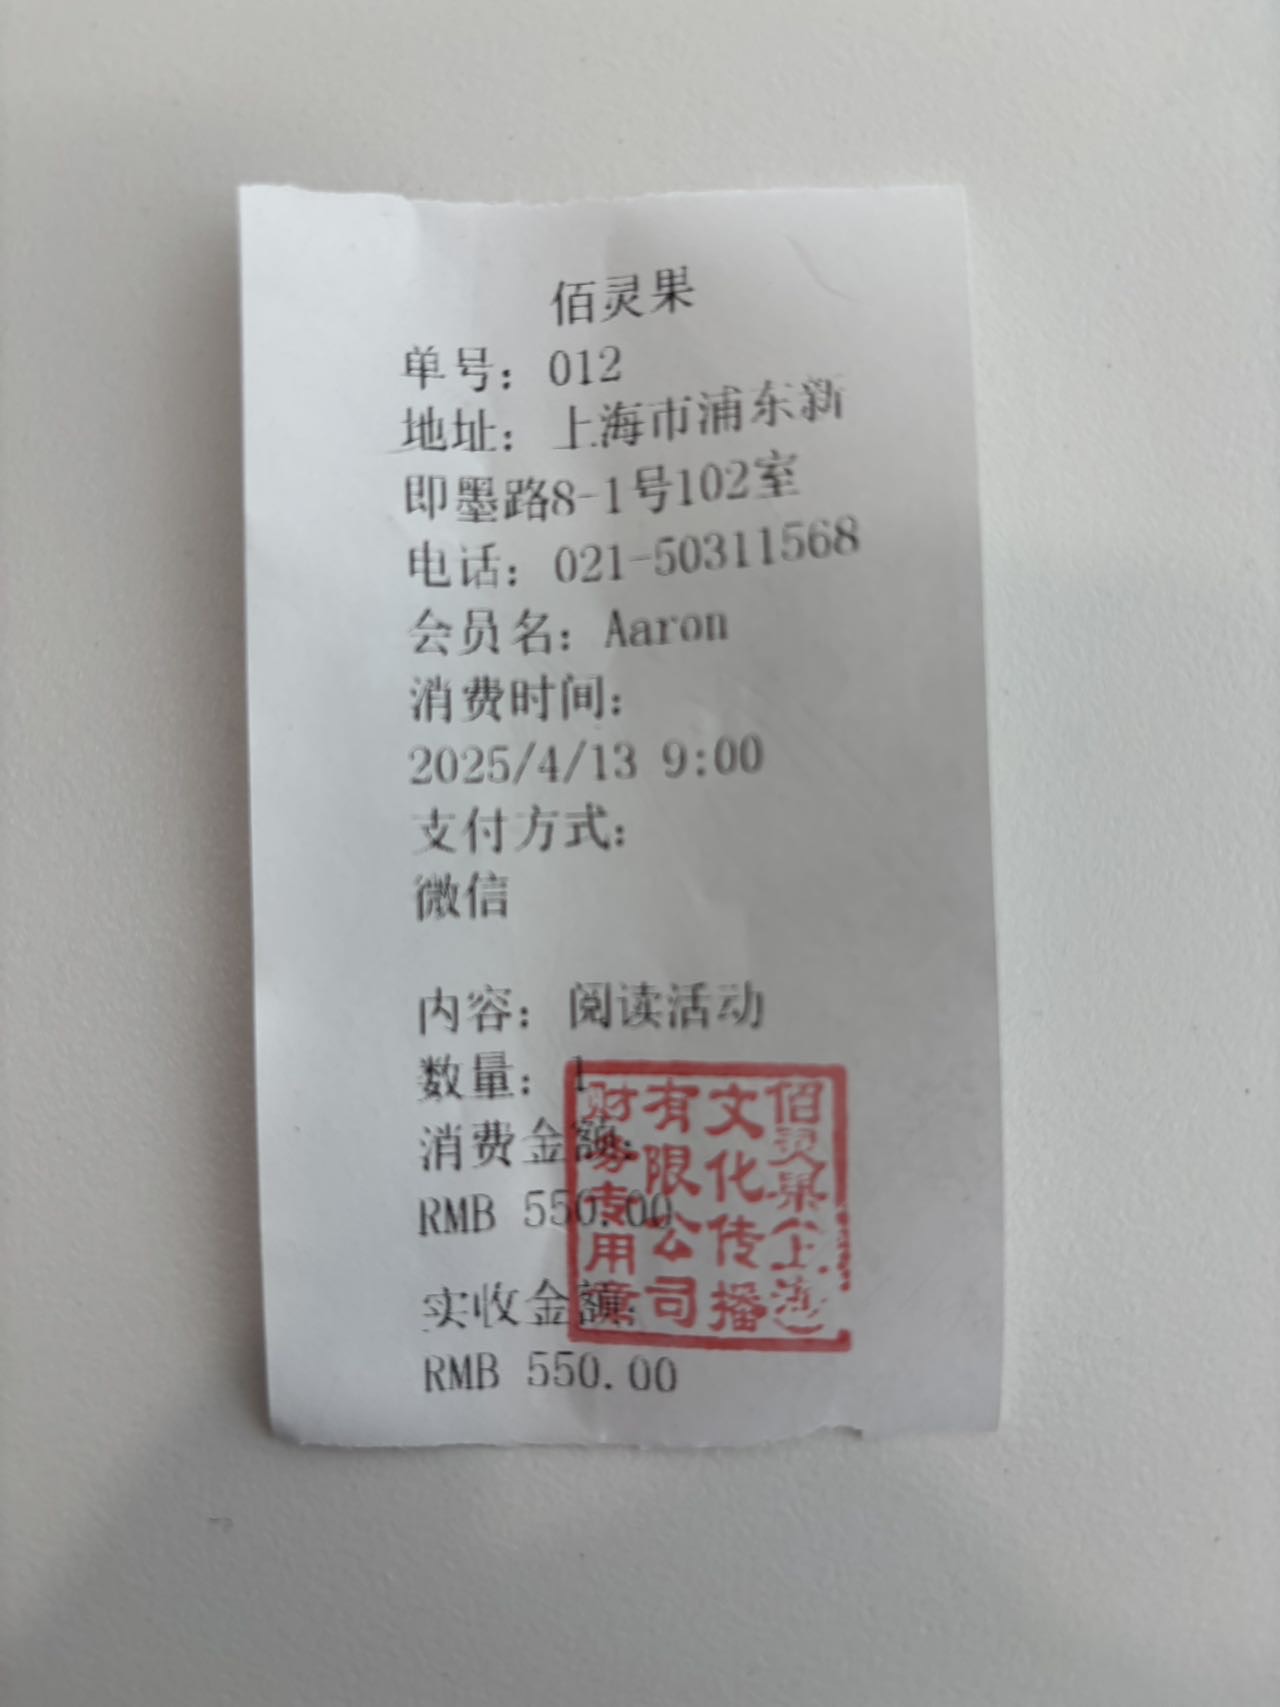 佰灵果
单号：012
地址：上海市浦东新
即墨路8-1号102室
电话：021-50311568
会员名：Aaron
消费时间：
2025/4/13 9:00
支付方式：
微信
内容：阅读活动
数量：1
消费金额：
RMB 550.00
实收金额：
RMB 550.00
佰灵果（上海）
文化传播
有限公司
财务专用章